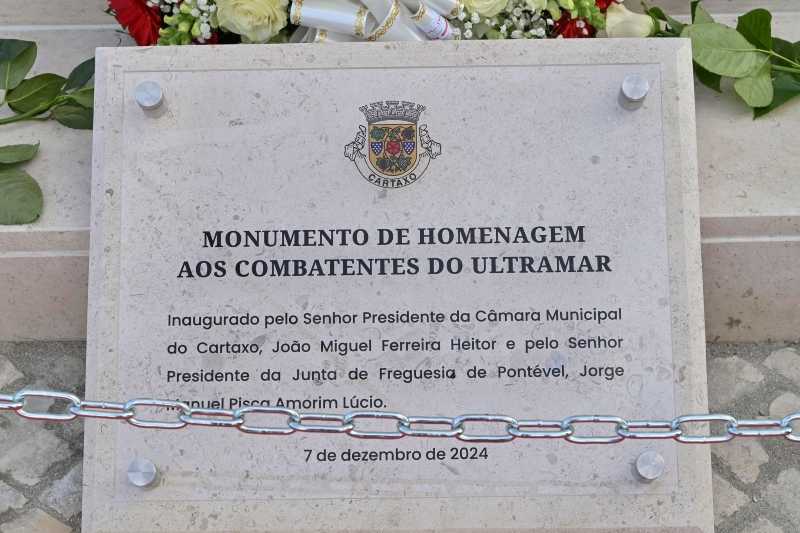 CARTAXO
MONUMENTO DE HOMENAGEM
AOS COMBATENTES DO ULTRAMAR
Inaugurado pelo Senhor Presidente da Câmara Municipal
do Cartaxo, João Miguel Ferreira Heitor e pelo Senhor
Presidente da Junta de Freguesia de Pontével, Jorge
Manuel Pisca Amorim Lúcio.
7 de dezembro de 2024